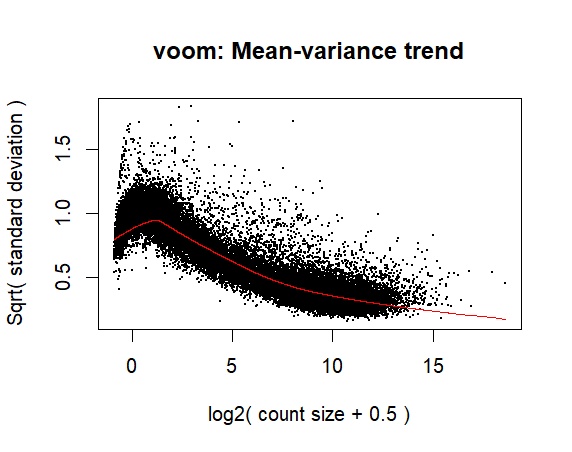 voom: Mean-variance trend
Sqrt( standard deviation )
1.5
1.0
0.5
0 5 10 15
log2( count size + 0.5 )